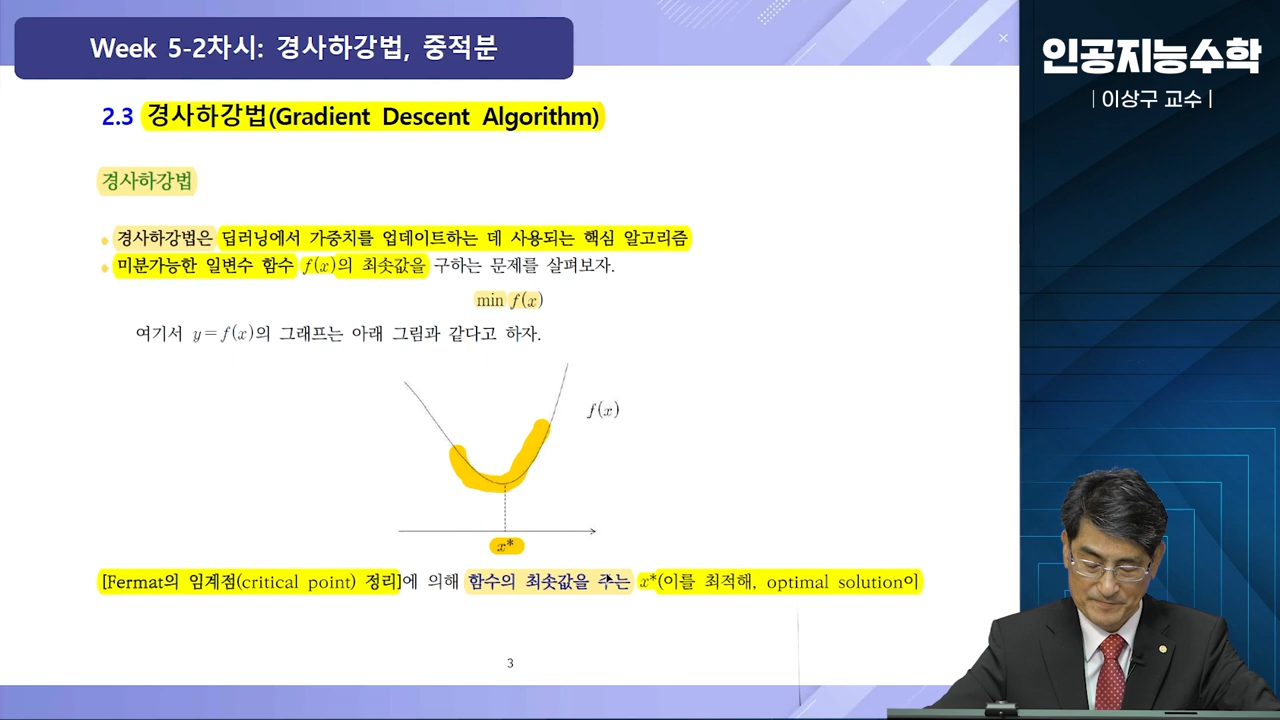 Week 5-2차시: 경사하강법, 중적분
인공지능수학
| 이상구 교수 |
2.3 경사하강법(Gradient Descent Algorithm)
경사하강법
• 경사하강법은 딥러닝에서 가중치를 업데이트하는 데 사용되는 핵심 알고리즘
• 미분가능한 일변수 함수 f(x)의 최솟값을 구하는 문제를 살펴보자.
min f(x)
여기서 y=f(x)의 그래프는 아래 그림과 같다고 하자.
f(x)
x*
[Fermat의 임계점(critical point) 정리]에 의해 함수의 최솟값을 주는 x*(이를 최적해, optimal solution이
3